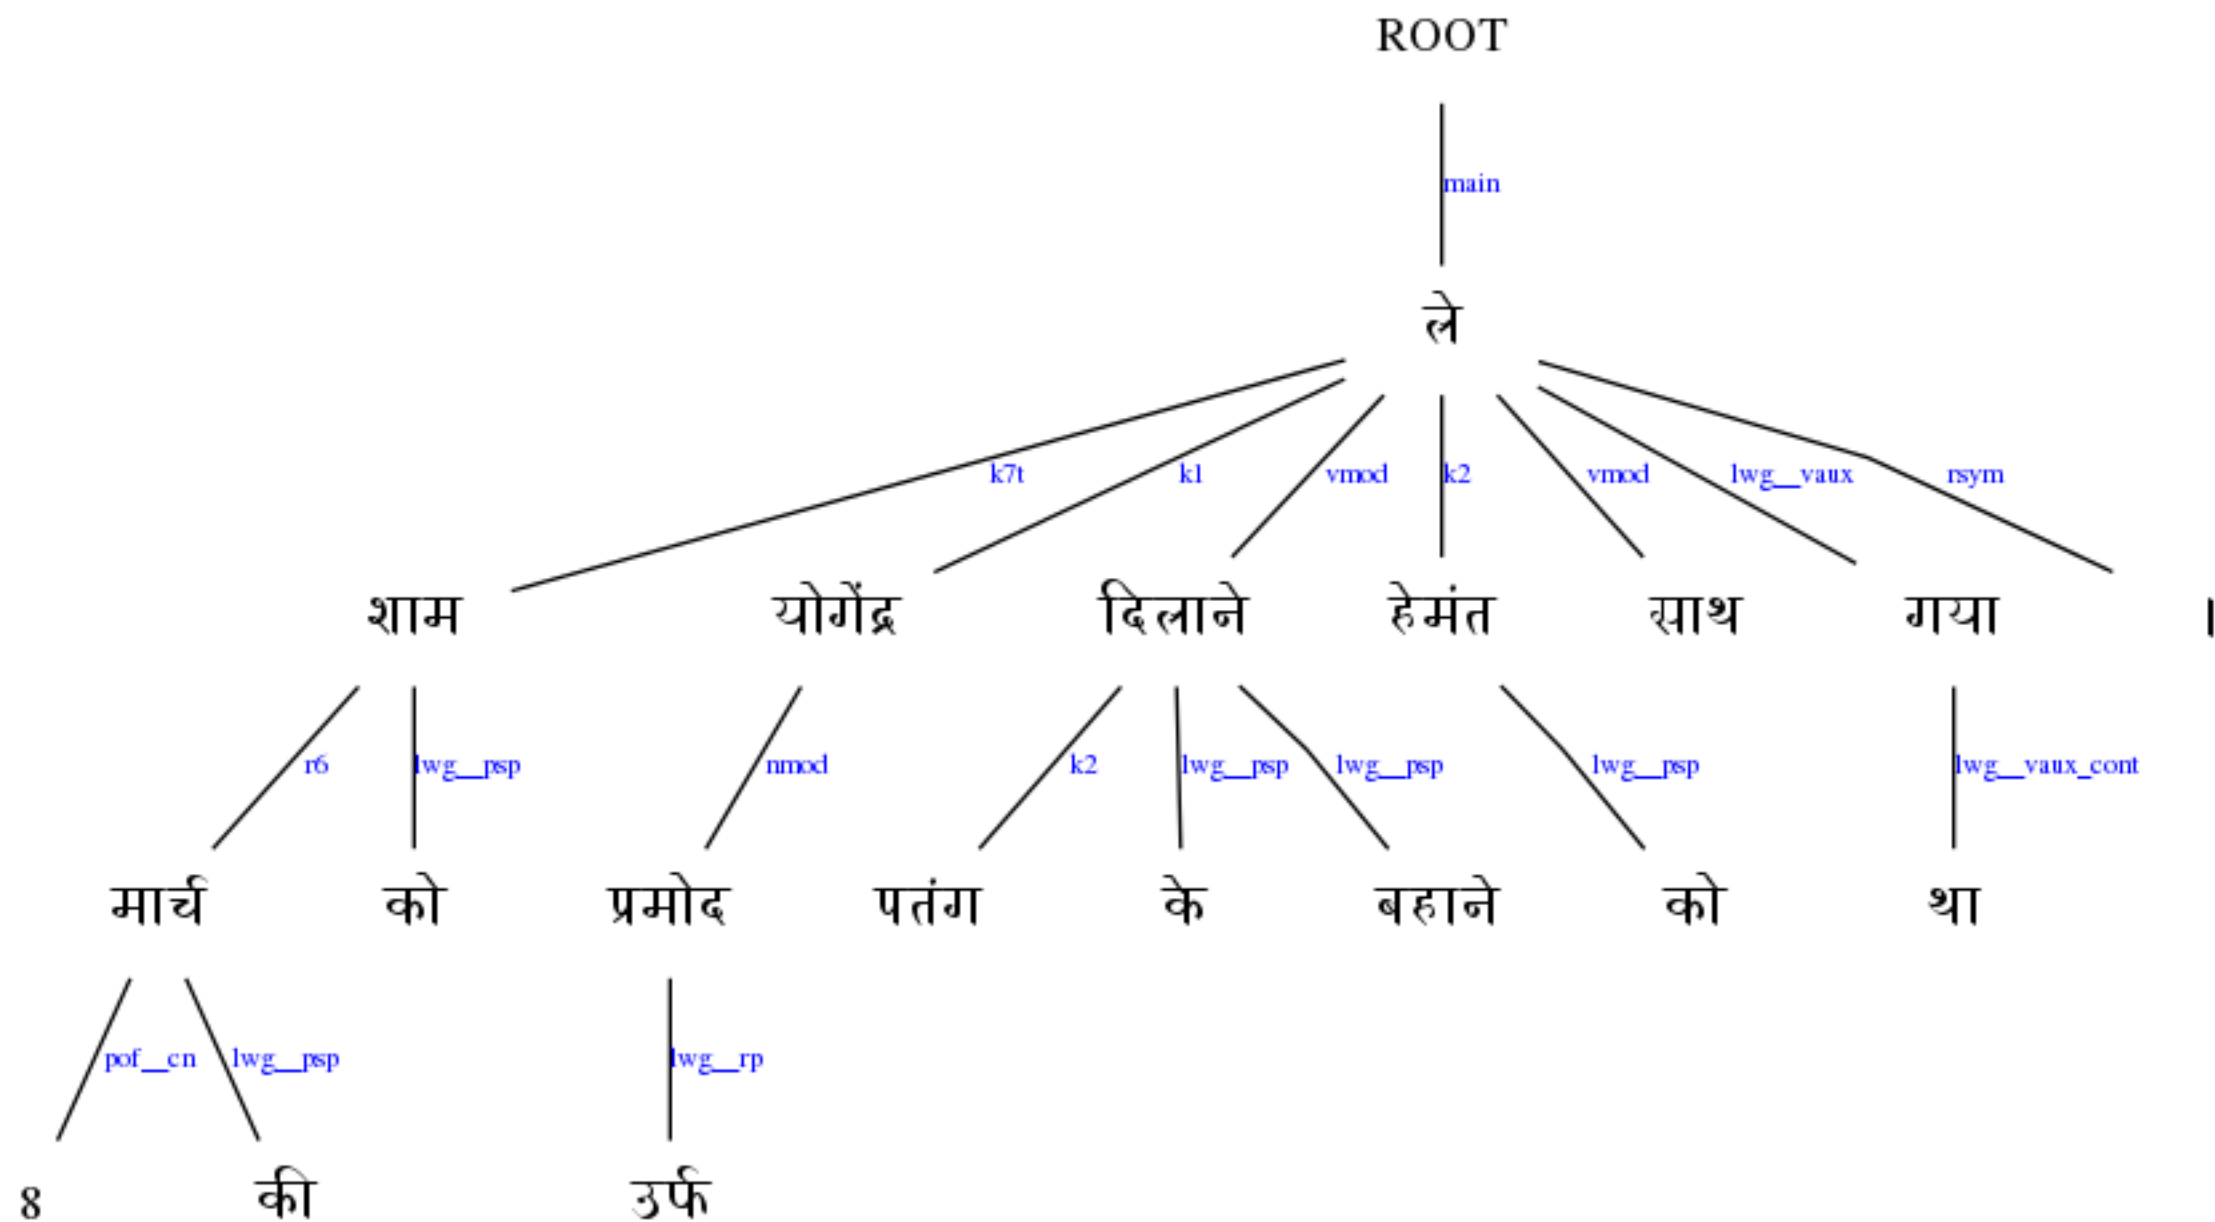 ROOT
main
ले
k7t k1 vmod k2 vmod lwg__vaux rsym
शाम योगेंद्र दिलाने हेमंत साथ गया ।
r6 lwg__psp nmod k2 lwg__psp lwg__psp lwg__psp lwg__vaux_cont
मार्च को प्रमोद पतंग के बहाने को था
pof__cn lwg__psp lwg__rp
8 की उर्फ